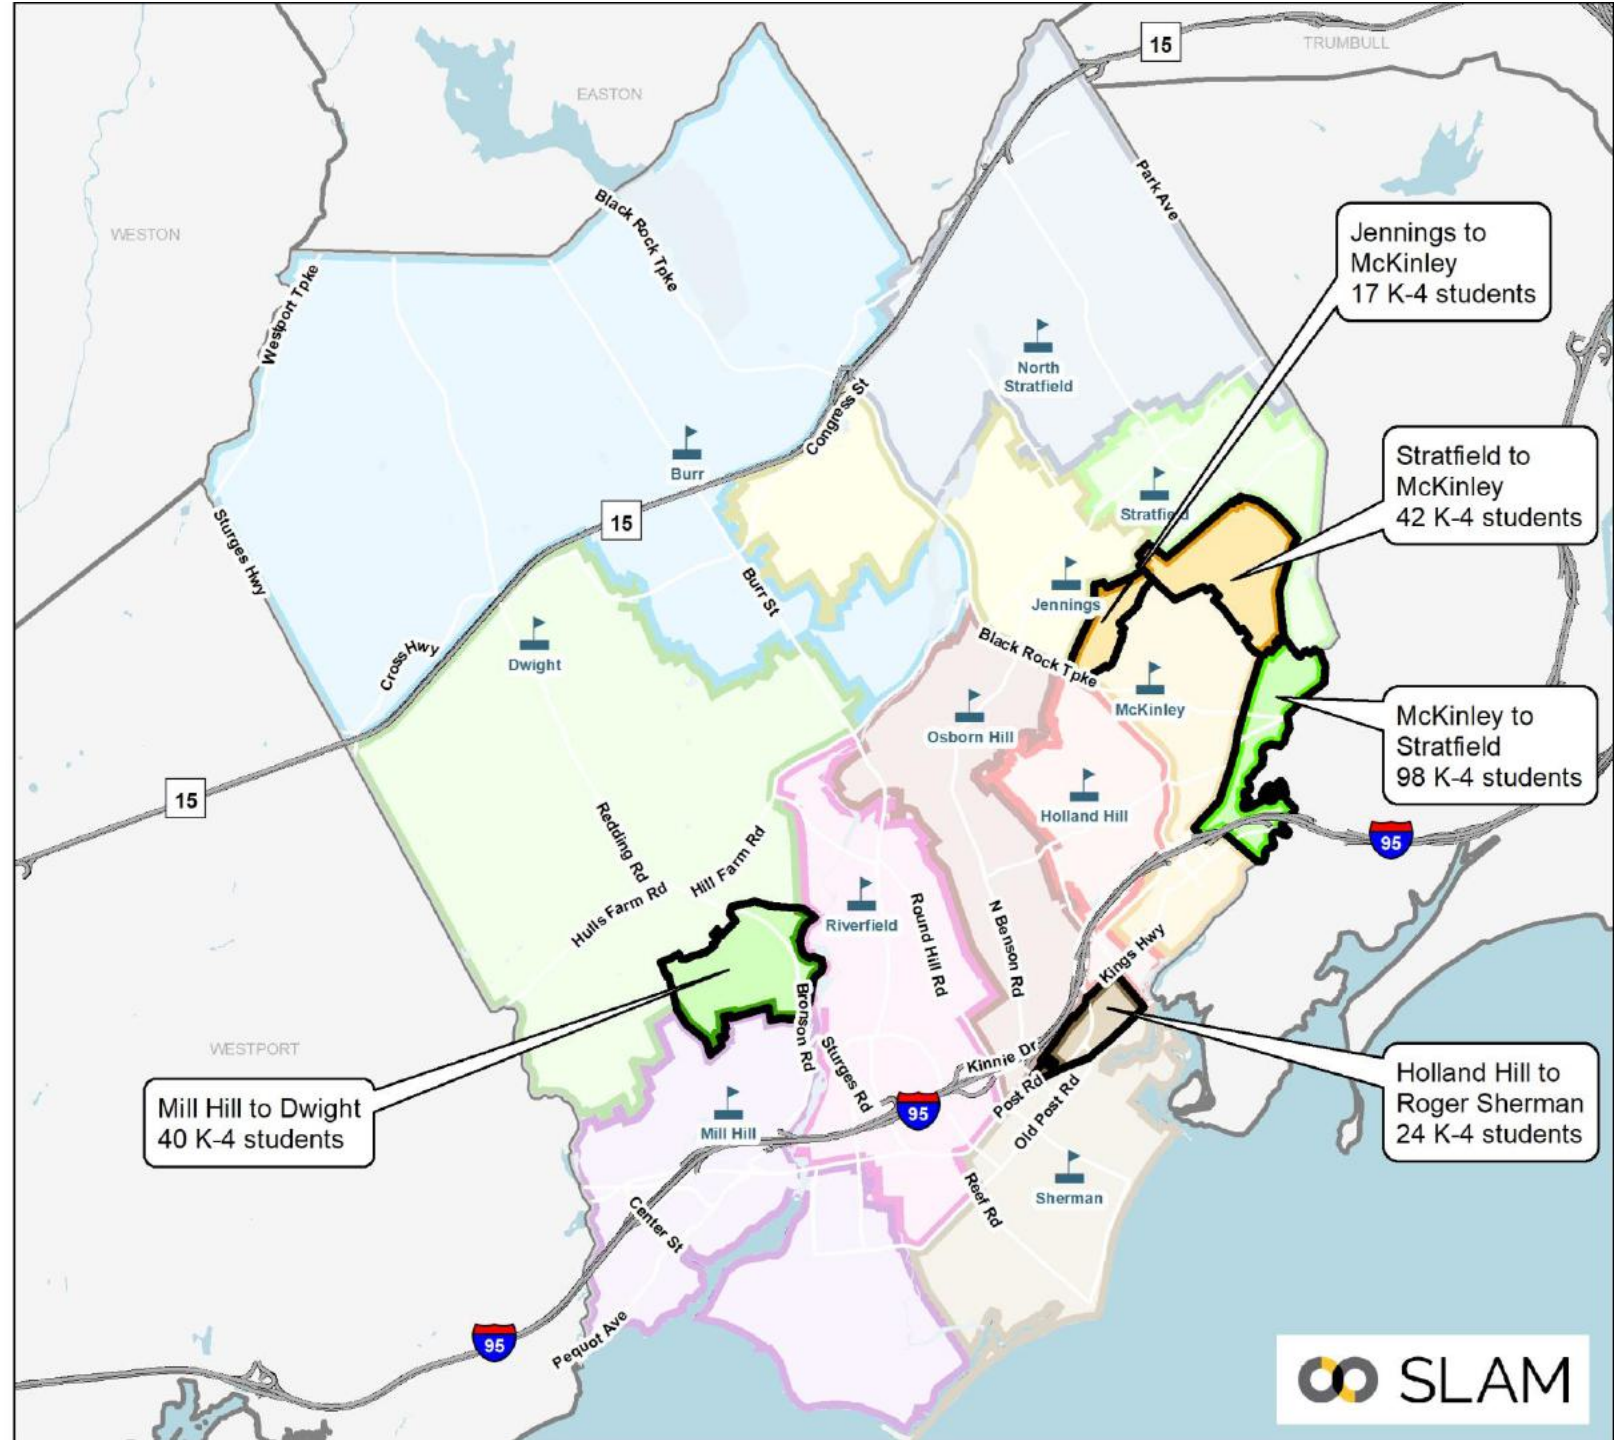 15
TRUMBULL
EASTON
WESTON
Park Ave
Black Rock Tpke
Westport Tpke
Jennings to
McKinley
17 K-4 students
North
Stratfield
Congress St
Burr
Stratfield to
McKinley
42 K-4 students
Stratfield
15
Sturges Hwy
Burr St
Jennings
Cross Hwy
Dwight
Black Rock Tpke
McKinley
Osborn Hill
McKinley to
Stratfield
98 K-4 students
15
Holland Hill
95
Redding Rd
Hill Farm Rd
Hulls Farm Rd
Riverfield
Round Hill Rd
N Benson Rd
Kings Hwy
Bronson Rd
WESTPORT
Sturges Rd
Kinnie Dr
Post Rd
Old Post Rd
Holland Hill to
Roger Sherman
24 K-4 students
Mill Hill to Dwight
40 K-4 students
95
Mill Hill
Sherman
Reef Rd
Center St
Pequot Ave
95
SLAM